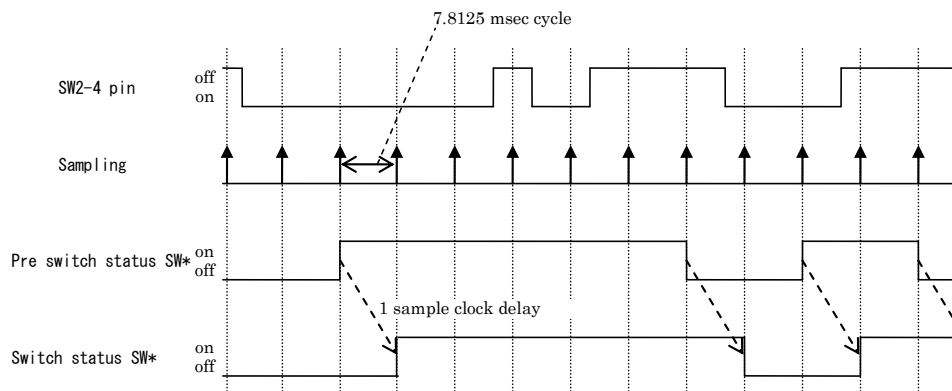 7.8125 msec cycle
SW2-4 pin
off
on
Sampling
Pre switch status SW*
on
off
1 sample clock delay
Switch status SW*
on
off